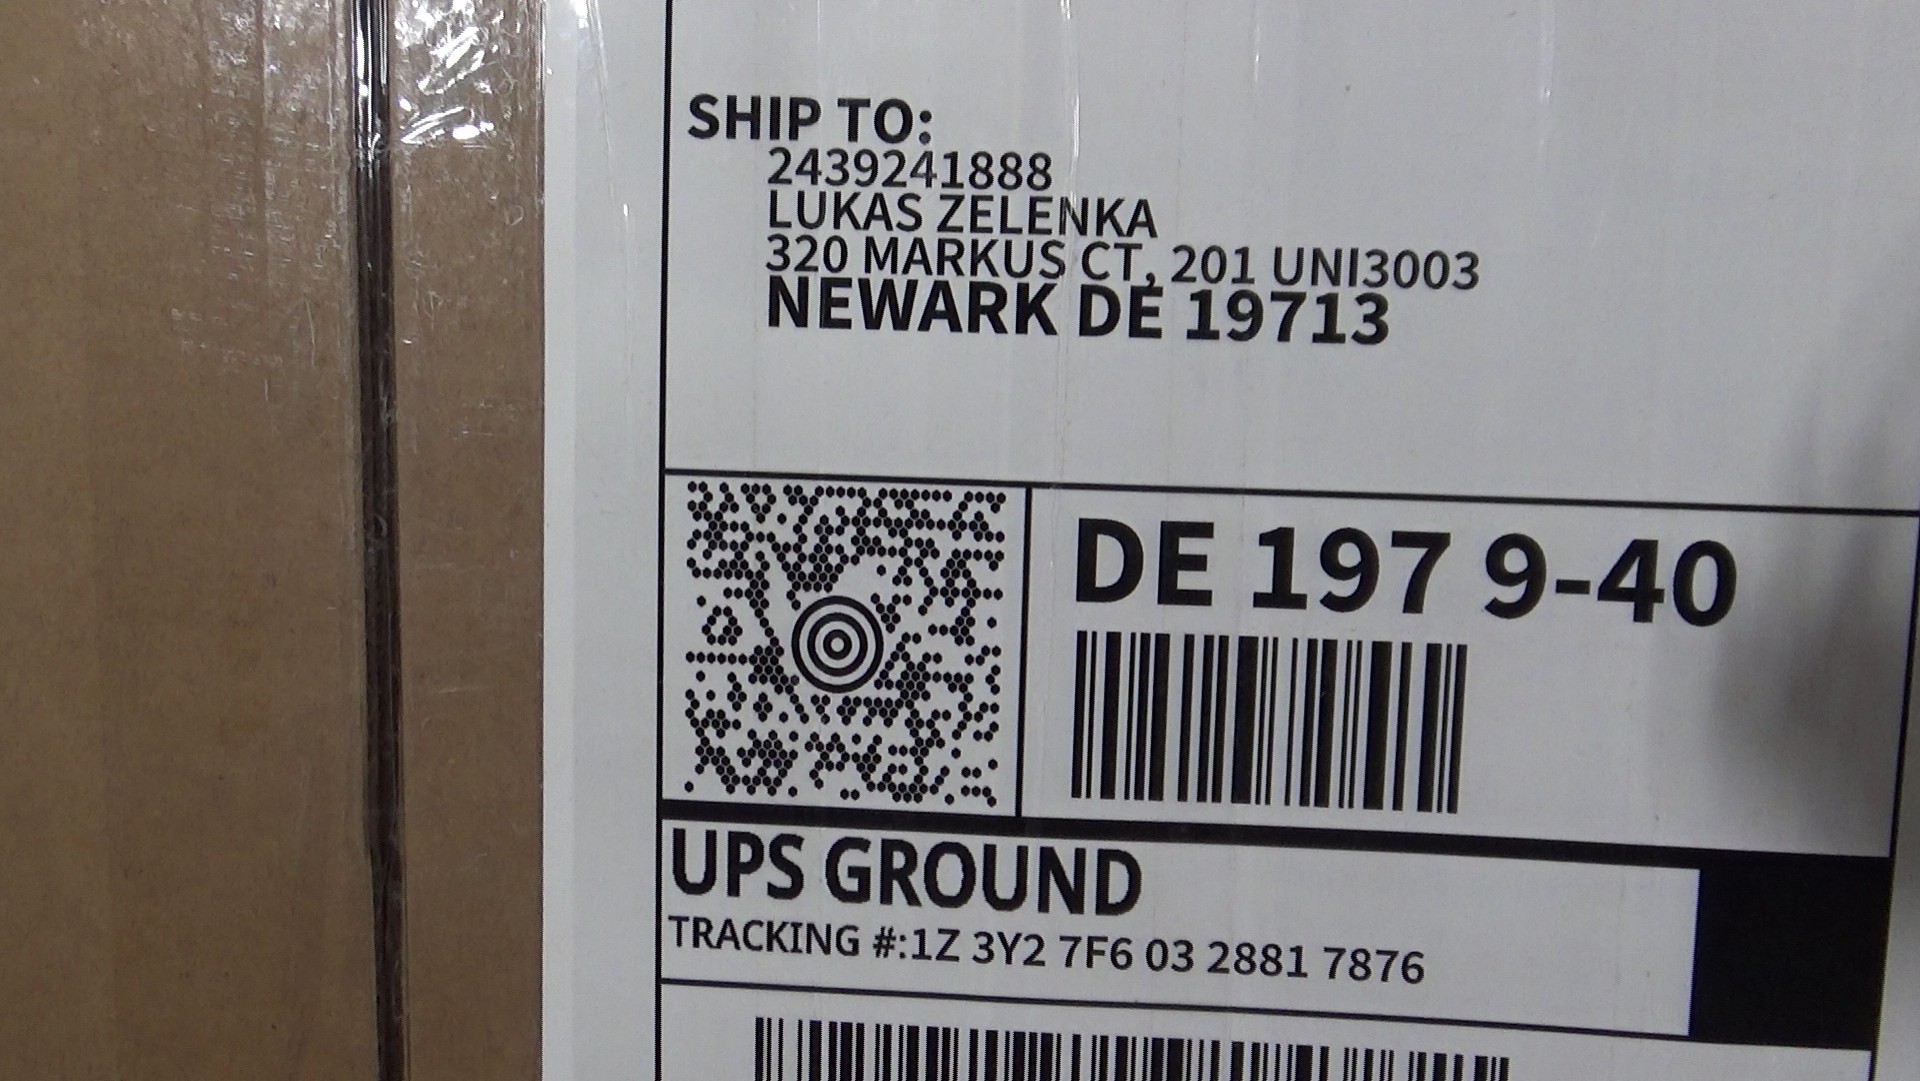 SHIP TO:
2439241888
LUKAS ZELENKA
320 MARKUS CT, 201 UNI3003
NEWARK DE 19713
DE 197 9-40
UPS GROUND
TRACKING #:1Z 3Y2 7F6 03 2881 7876